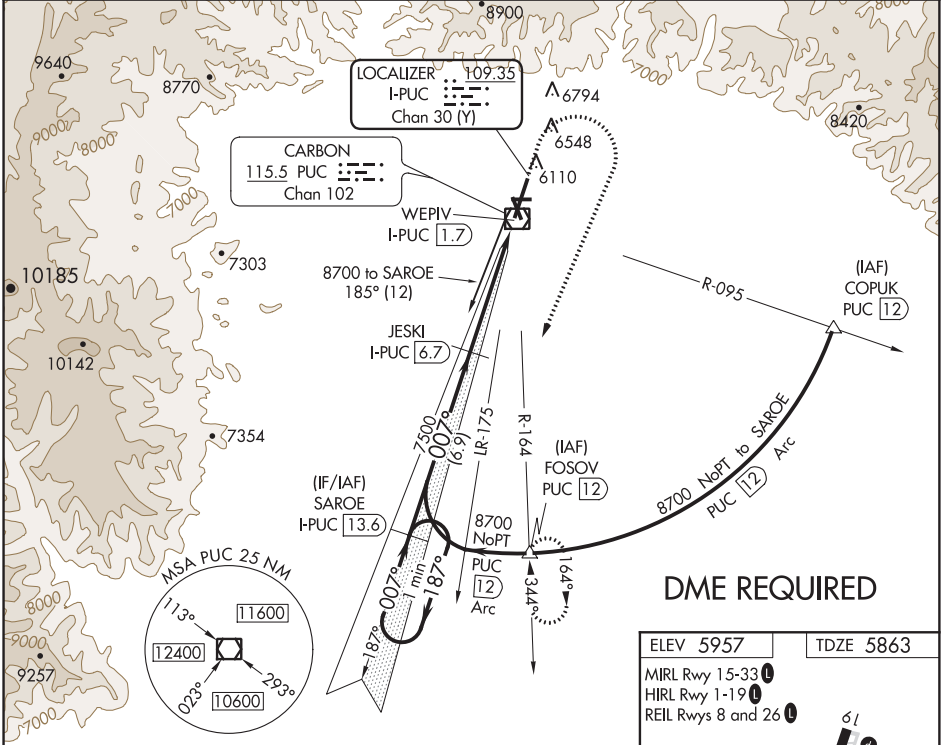 8900
9640
8770
7000
9000
8000
LOCALIZER 109.35
I-PUC
Chan 30 (Y)
6794
8420
6548
6110
CARBON
115.5 PUC
Chan 102
7000
WEPIV
I-PUC 1.7
7303
10185
8700 to SAROE
185° (12)
R-095
(IAF)
COPUK
PUC 12
JESKI
I-PUC 6.7
10142
7354
7500
007°
(6.9)
LR-175
R-164
8700 NoPT to SAROE
PUC 12 Arc
(IAF)
FOSOV
PUC 12
(IF/IAF)
SAROE
I-PUC 13.6
8700
NoPT
PUC
12
Arc
007°
1 min
187°
187°
344°
164°
MSA PUC 25 NM
113°
11600
12400
023°
293°
10600
8000
9000
9257
7000
DME REQUIRED
ELEV 5957
TDZE 5863
MIRL Rwy 15-33 L
HIRL Rwy 1-19 L
REIL Rwys 8 and 26 L
19